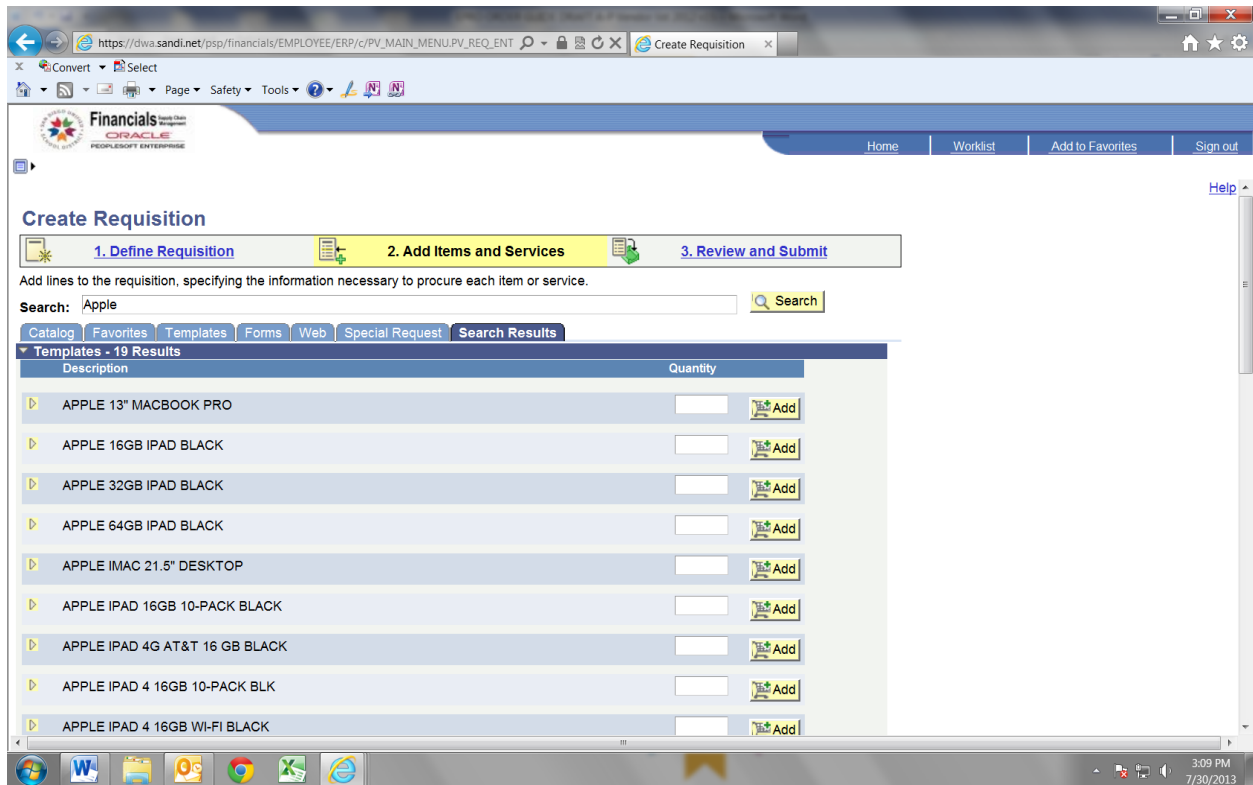 https://dwa.sandi.net/psp/financials/EMPLOYEE/ERP/c/PV_MAIN_MENU.PV_REQ_ENT
Create Requisition
Convert Select
Page Safety Tools
Financials Supply Chain Management
ORACLE
PEOPLESOFT ENTERPRISE
Home Worklist Add to Favorites Sign out
Help
Create Requisition
1. Define Requisition 2. Add Items and Services 3. Review and Submit
Add lines to the requisition, specifying the information necessary to procure each item or service.
Search: Apple Search
Catalog Favorites Templates Forms Web Special Request Search Results
Templates - 19 Results
Description Quantity
APPLE 13" MACBOOK PRO Add
APPLE 16GB IPAD BLACK Add
APPLE 32GB IPAD BLACK Add
APPLE 64GB IPAD BLACK Add
APPLE IMAC 21.5" DESKTOP Add
APPLE IPAD 16GB 10-PACK BLACK Add
APPLE IPAD 4G AT&T 16 GB BLACK Add
APPLE IPAD 4 16GB 10-PACK BLK Add
APPLE IPAD 4 16GB WI-FI BLACK Add
3:09 PM
7/30/2013